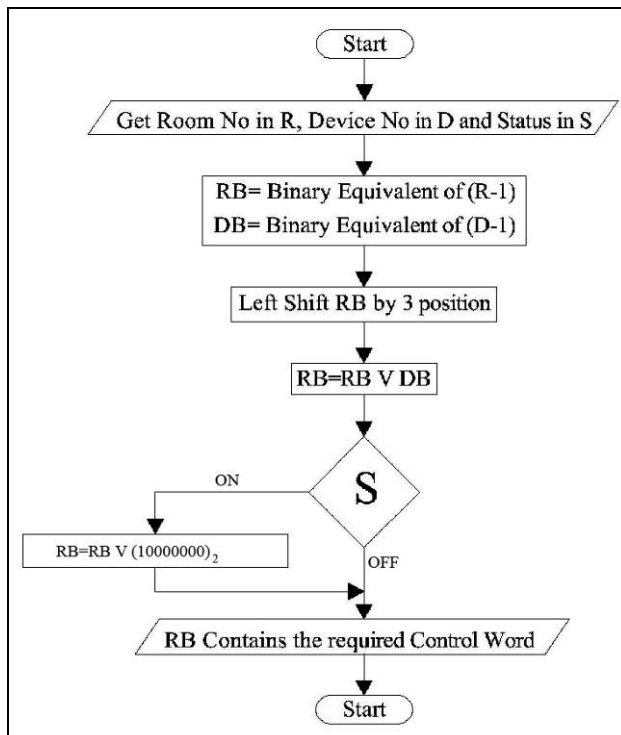 Start
Get Room No in R, Device No in D and Status in S
RB= Binary Equivalent of (R-1)
DB= Binary Equivalent of (D-1)
Left Shift RB by 3 position
RB=RB V DB
S
ON
RB=RB V (10000000)2
OFF
RB Contains the required Control Word
Start